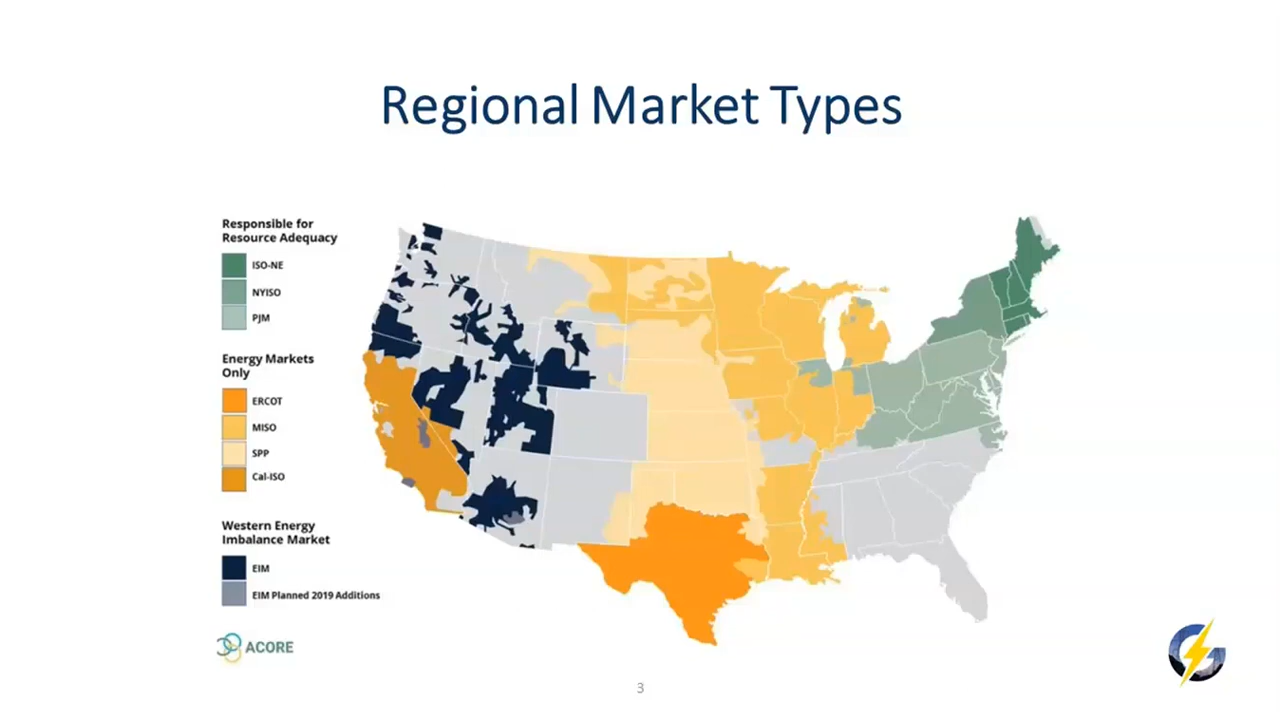 Regional Market Types
Responsible for
Resource Adequacy
ISO-NE
NYISO
PJM
Energy Markets
Only
ERCOT
MISO
SPP
Cal-ISO
Western Energy
Imbalance Market
EIM
EIM Planned 2019 Additions
ACORE
3